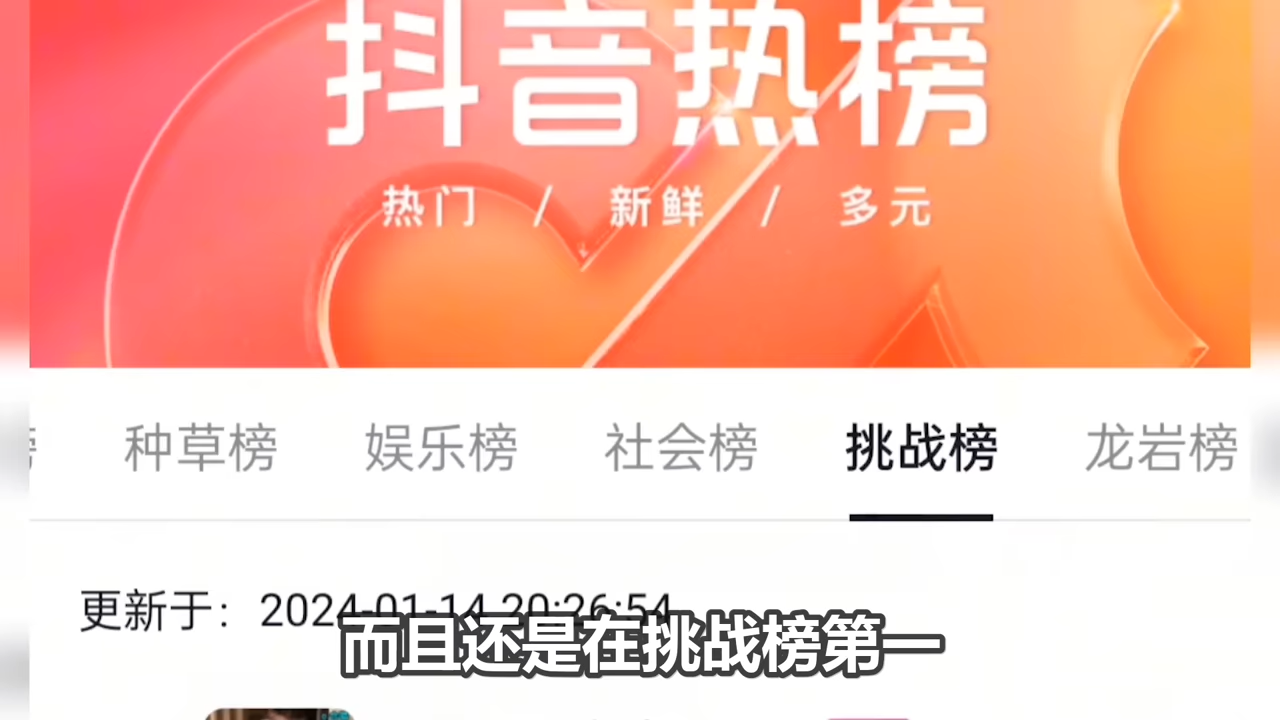 抖音热榜
热门 / 新鲜 / 多元
榜 种草榜 娱乐榜 社会榜 挑战榜 龙岩榜
更新于：2024-01-14 20:26:54
而且还是在挑战榜第一